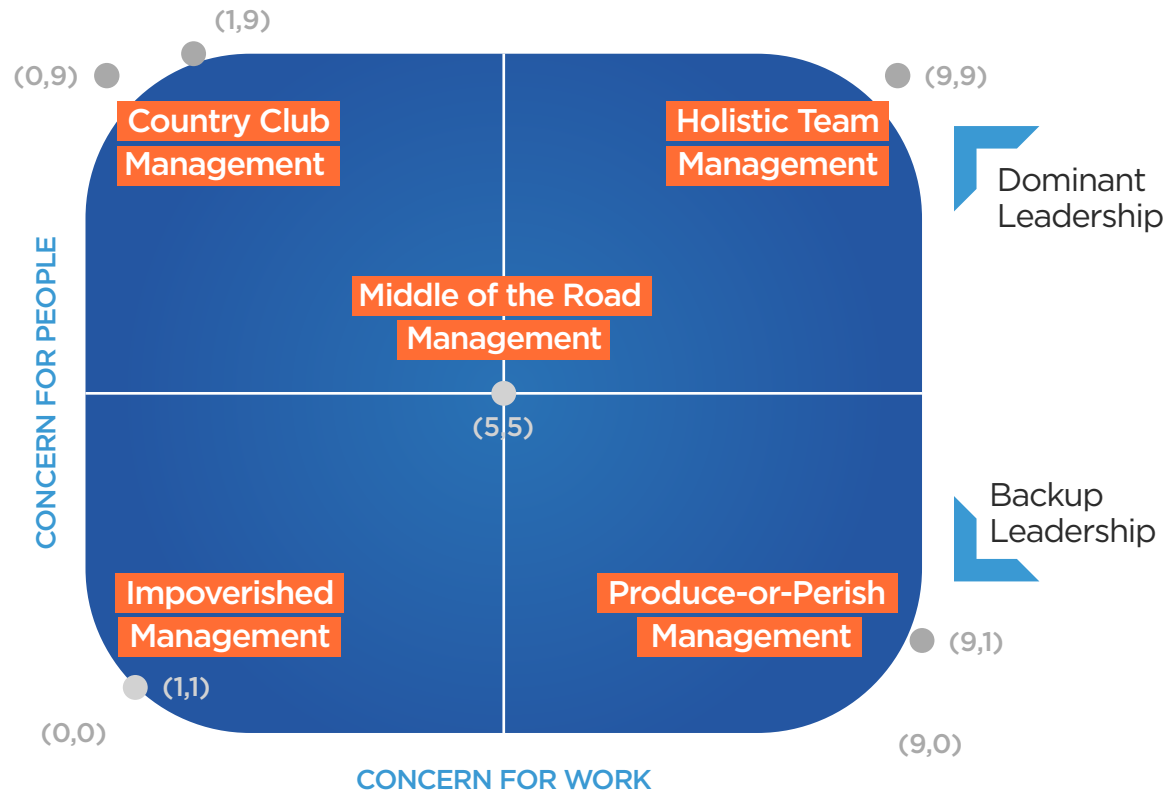 (1,9)
(0,9)
(9,9)
Country Club
Management
Holistic Team
Management
Dominant
Leadership
CONCERN FOR PEOPLE
Middle of the Road
Management
(5,5)
Backup
Leadership
Impoverished
Management
Produce-or-Perish
Management
(9,1)
(1,1)
(0,0)
(9,0)
CONCERN FOR WORK